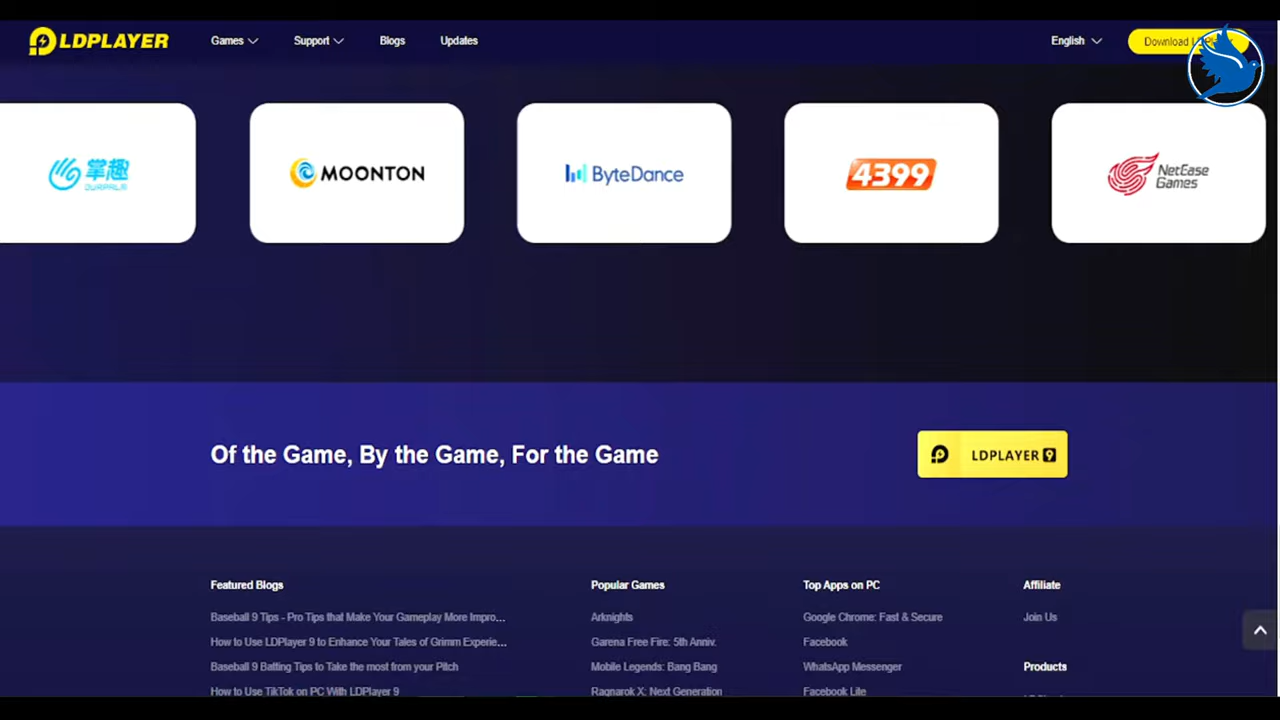 LDPLAYER
Games
Support
Blogs
Updates
English
Download
掌趣
OURPALM
MOONTON
ByteDance
4399
NetEase
Games
Of the Game, By the Game, For the Game
LDPLAYER 9
Featured Blogs
Baseball 9 Tips - Pro Tips that Make Your Gameplay More Impro...
How to Use LDPlayer 9 to Enhance Your Tales of Grimm Experie...
Baseball 9 Batting Tips to Take the most from your Pitch
How to Use TikTok on PC With LDPlayer 9
Popular Games
Arknights
Garena Free Fire: 5th Anniv.
Mobile Legends: Bang Bang
Ragnarok X: Next Generation
Top Apps on PC
Google Chrome: Fast & Secure
Facebook
WhatsApp Messenger
Facebook Lite
Affiliate
Join Us
Products